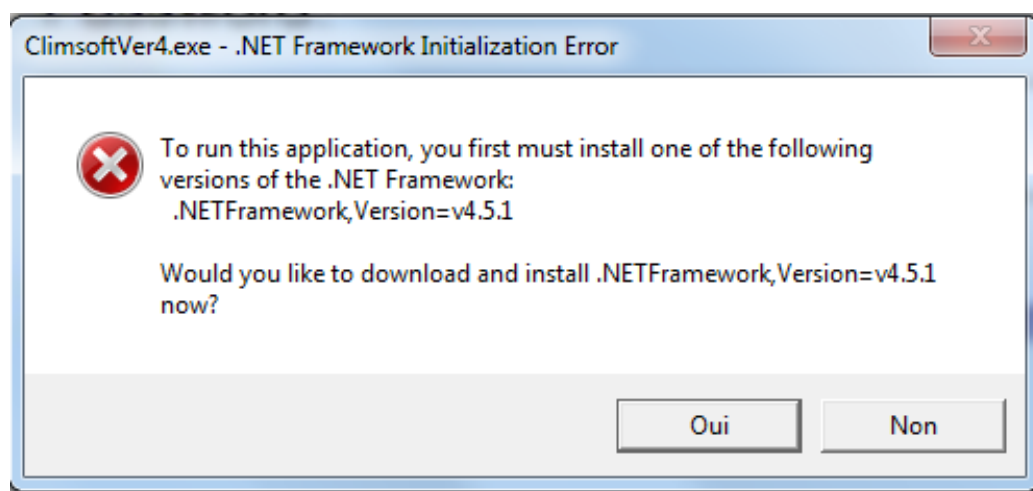 ClimsoftVer4.exe - .NET Framework Initialization Error
To run this application, you first must install one of the following
versions of the .NET Framework:
.NETFramework,Version=v4.5.1
Would you like to download and install .NETFramework,Version=v4.5.1
now?
Oui
Non